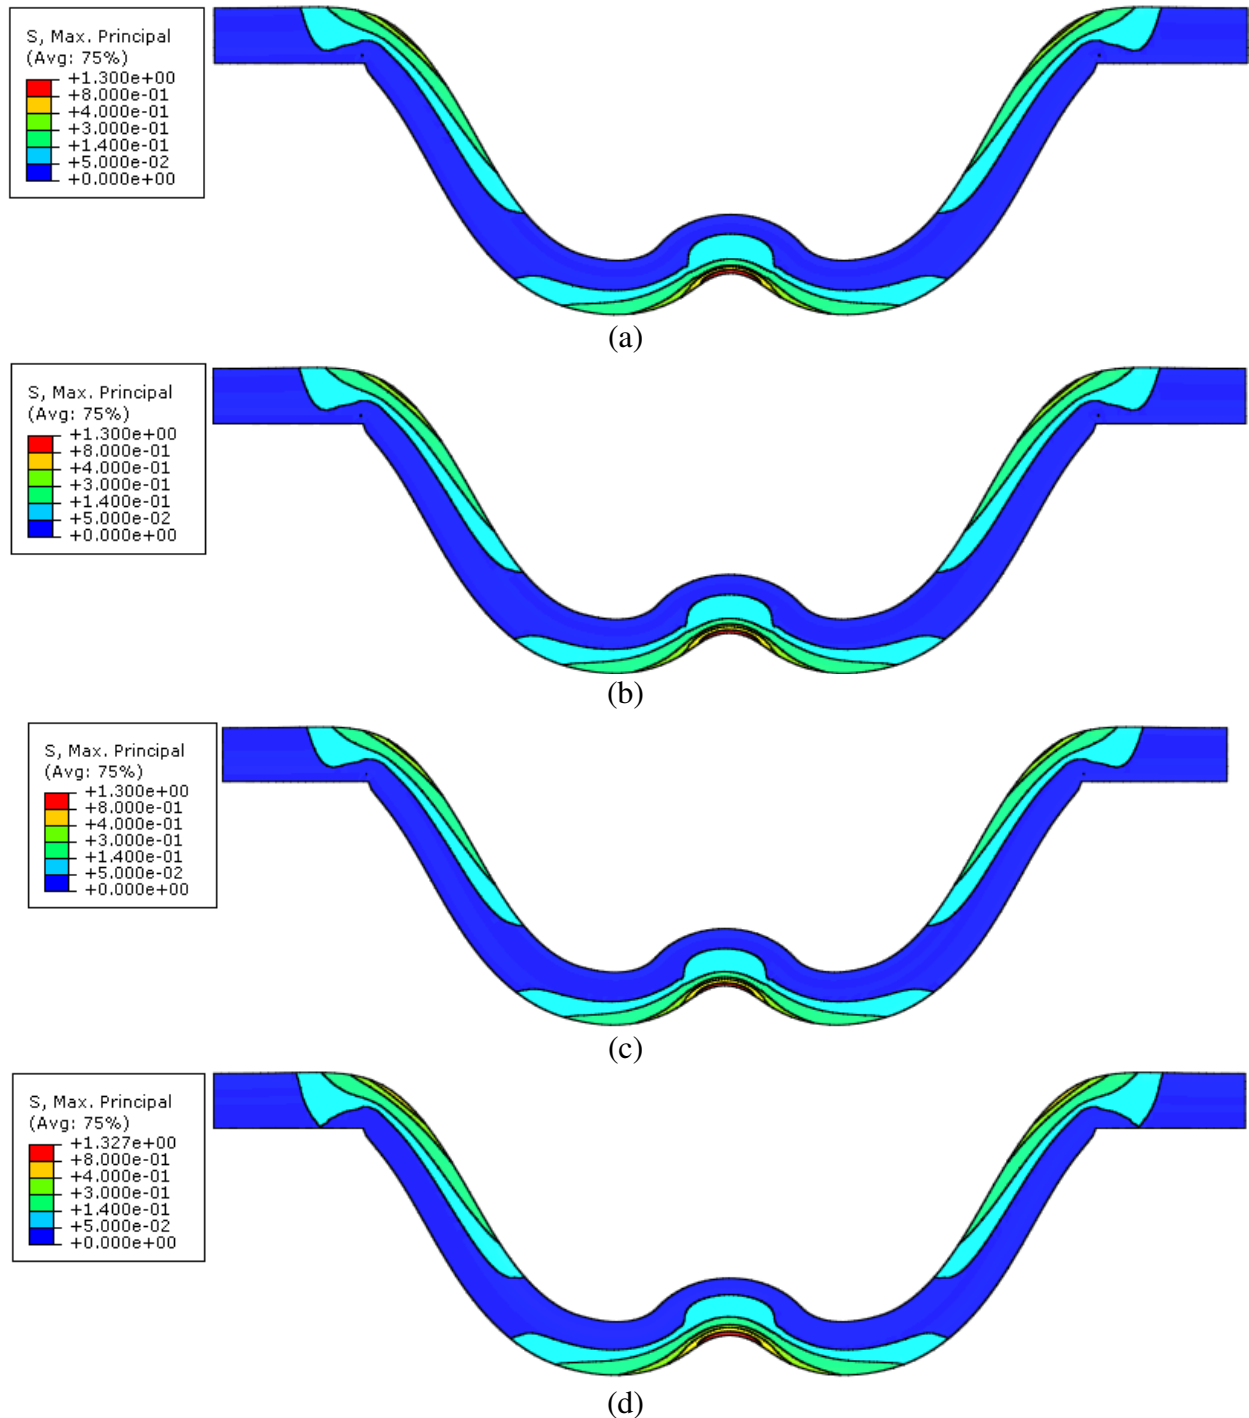 S, Max. Principal
(Avg: 75%)
+1.300e+00
+8.000e-01
+4.000e-01
+3.000e-01
+1.400e-01
+5.000e-02
+0.000e+00
(a)
S, Max. Principal
(Avg: 75%)
+1.300e+00
+8.000e-01
+4.000e-01
+3.000e-01
+1.400e-01
+5.000e-02
+0.000e+00
(b)
S, Max. Principal
(Avg: 75%)
+1.300e+00
+8.000e-01
+4.000e-01
+3.000e-01
+1.400e-01
+5.000e-02
+0.000e+00
(c)
S, Max. Principal
(Avg: 75%)
+1.327e+00
+8.000e-01
+4.000e-01
+3.000e-01
+1.400e-01
+5.000e-02
+0.000e+00
(d)